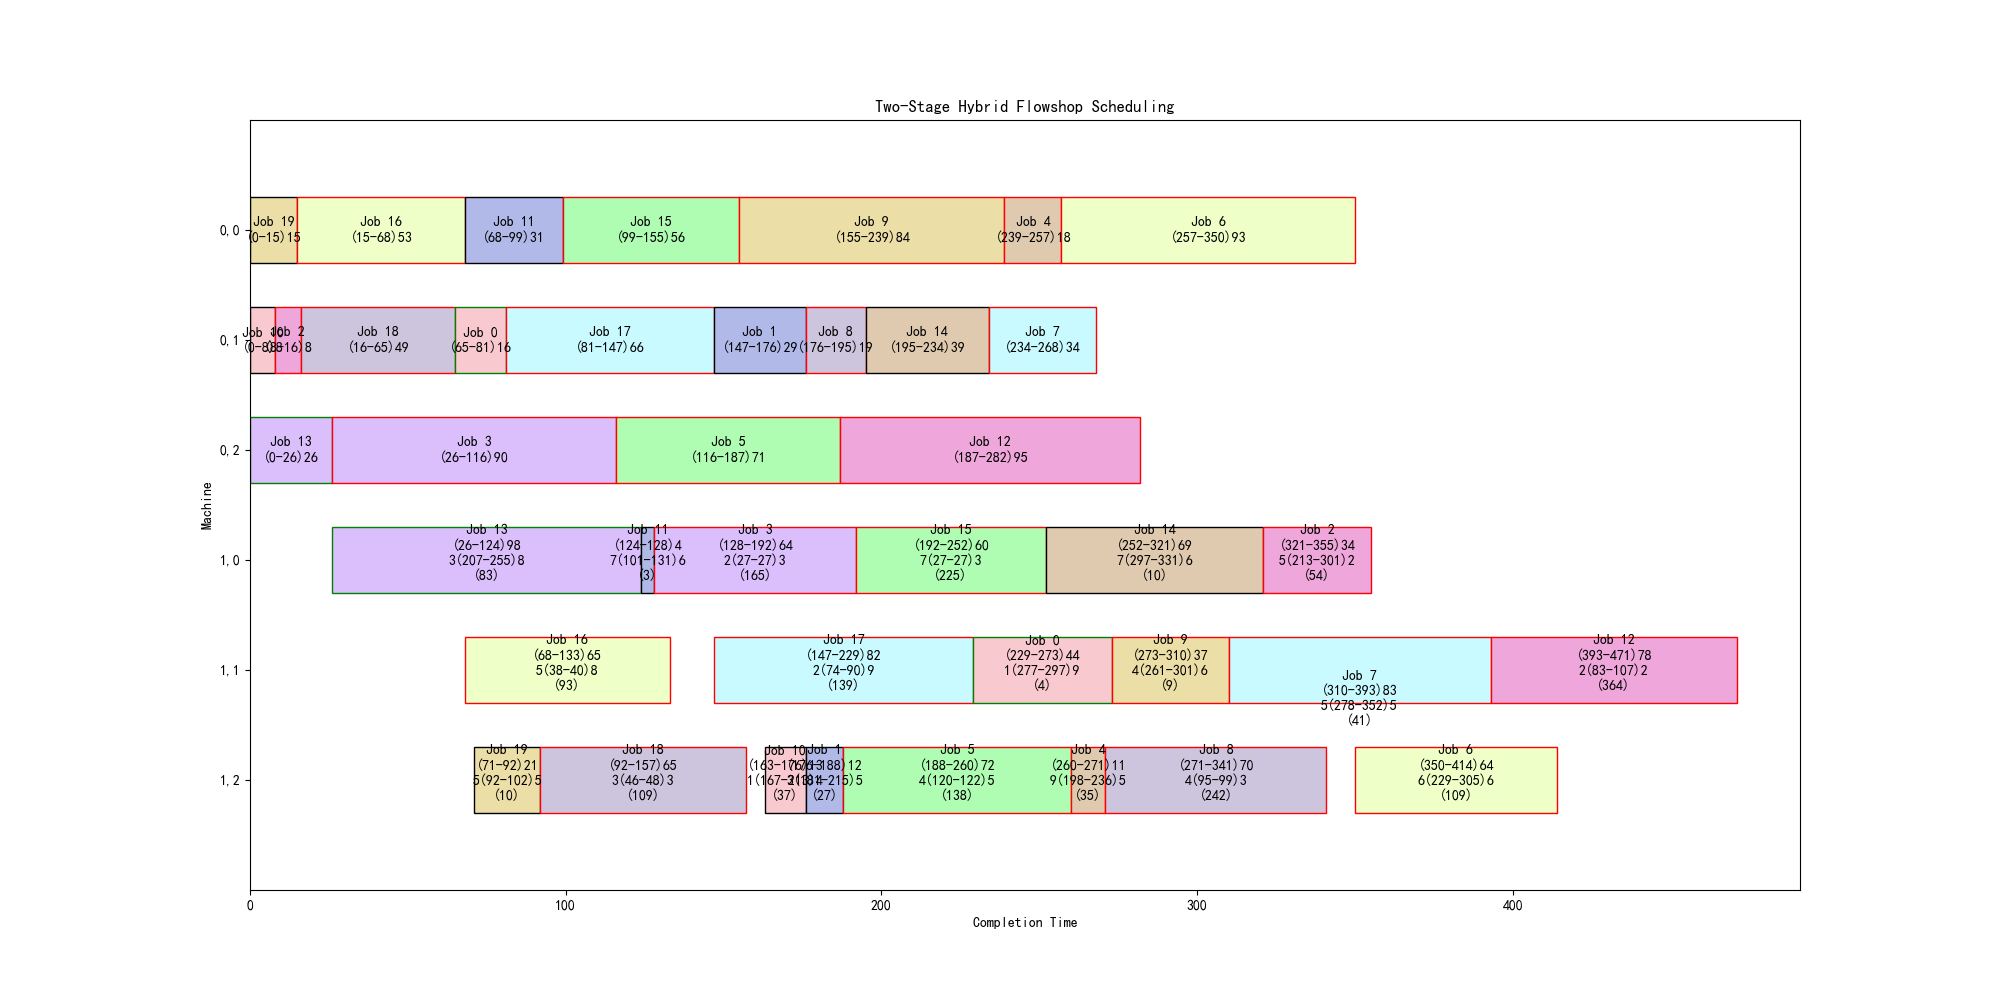 Two-Stage Hybrid Flowshop Scheduling
0,0
Job 19
(0-15)15
Job 16
(15-68)53
Job 11
(68-99)31
Job 15
(99-155)56
Job 9
(155-239)84
Job 4
(239-257)18
Job 6
(257-350)93
0,1
Job 10
Job 2
Job 18
(16-65)49
Job 0
(65-81)16
Job 17
(81-147)66
Job 1
(147-176)29
Job 8
(176-195)19
Job 14
(195-234)39
Job 7
(234-268)34
0,2
Job 13
(0-26)26
Job 3
(26-116)90
Job 5
(116-187)71
Job 12
(187-282)95
Machine
1,0
Job 13
(26-124)98
3(207-255)8
(83)
Job 11
(124-128)4
7(101-131)6
(3)
Job 3
(128-192)64
2(27-27)3
(165)
Job 15
(192-252)60
7(27-27)3
(225)
Job 14
(252-321)69
7(297-331)6
(10)
Job 2
(321-355)34
5(213-301)2
(54)
1,1
Job 16
(68-133)65
5(38-40)8
(93)
Job 17
(147-229)82
2(74-90)9
(139)
Job 0
(229-273)44
1(277-297)9
(4)
Job 9
(273-310)37
4(261-301)6
(9)
Job 7
(310-393)83
5(278-352)5
(41)
Job 12
(393-471)78
2(83-107)2
(364)
1,2
Job 19
(71-92)21
5(92-102)5
(10)
Job 18
(92-157)65
3(46-48)3
(109)
Job 10
(37)
Job 1
(176-188)12
(27)
Job 5
(188-260)72
4(120-122)5
(138)
Job 4
(260-271)11
9(198-236)5
(35)
Job 8
(271-341)70
4(95-99)3
(242)
Job 6
(350-414)64
6(229-305)6
(109)
0
100
200
300
400
Completion Time